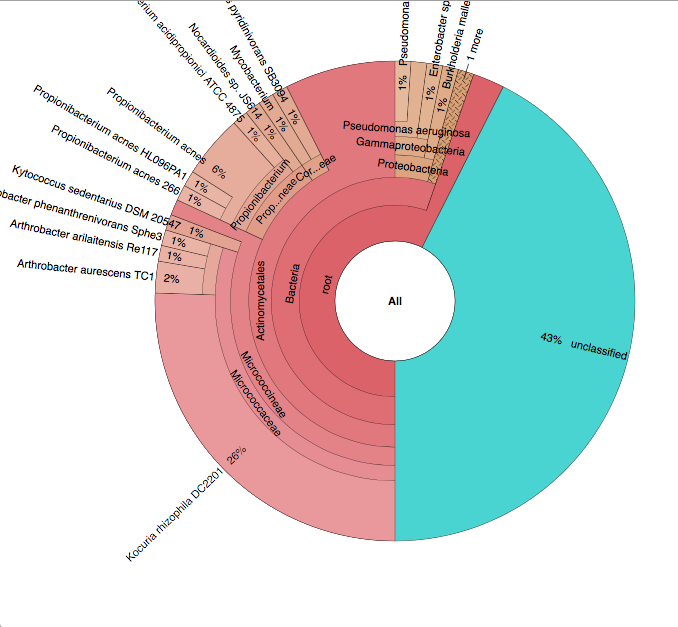 pyridinivorans SB3094
1%
Mycobacterium
1%
Nocardioides sp. JS614
1%
acidipropionici ATCC 4875
1%
Propionibacterium acnes
6%
Propionibacterium acnes HL096PA1
1%
Propionibacterium acnes 266
1%
Kytococcus sedentarius DSM 20547
1%
obacter phenanthrenivorans Sphe3
1%
Arthrobacter arilaitensis Re117
1%
Arthrobacter aurescens TC1
2%
Kocuria rhizophila DC2201
26%
Pseudomona
1%
Enterobacter sp
1%
Burkholderia malle
1%
1 more
Pseudomonas aeruginosa
Gammaproteobacteria
Proteobacteria
Cor...eae
Prop...neae
Propionibacterium
Actinomycetales
Micrococcineae
Micrococcaceae
Bacteria
root
All
43% unclassified